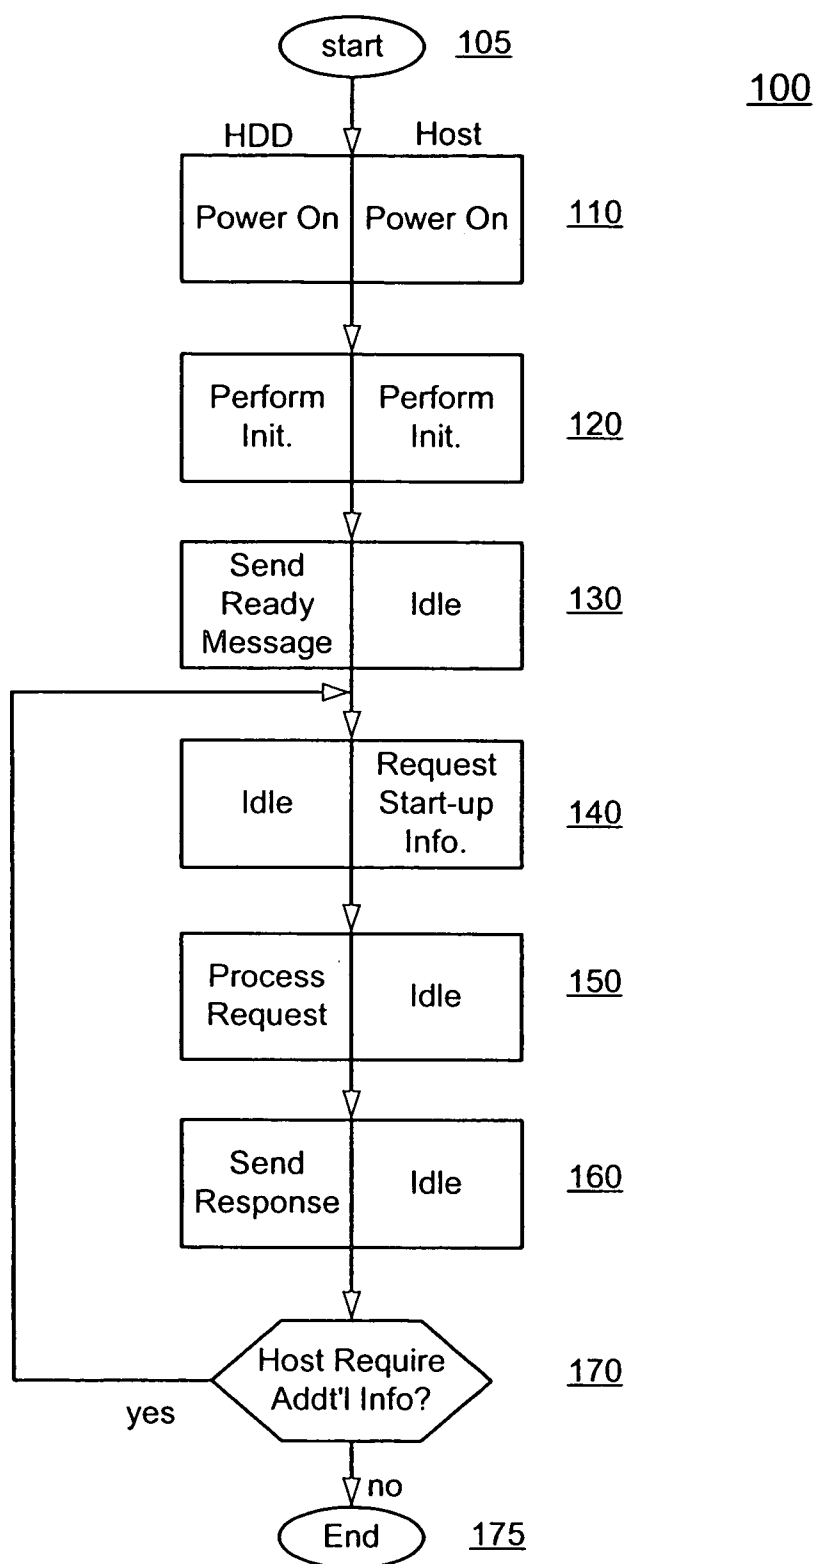 start 105
100
HDD Host
Power On Power On 110
Perform Perform
Init. Init. 120
Send
Ready Idle 130
Message
Request
Idle Start-up 140
Info.
Process
Request Idle 150
Send
Response Idle 160
Host Require
Addt'l Info? 170
yes
no
End 175